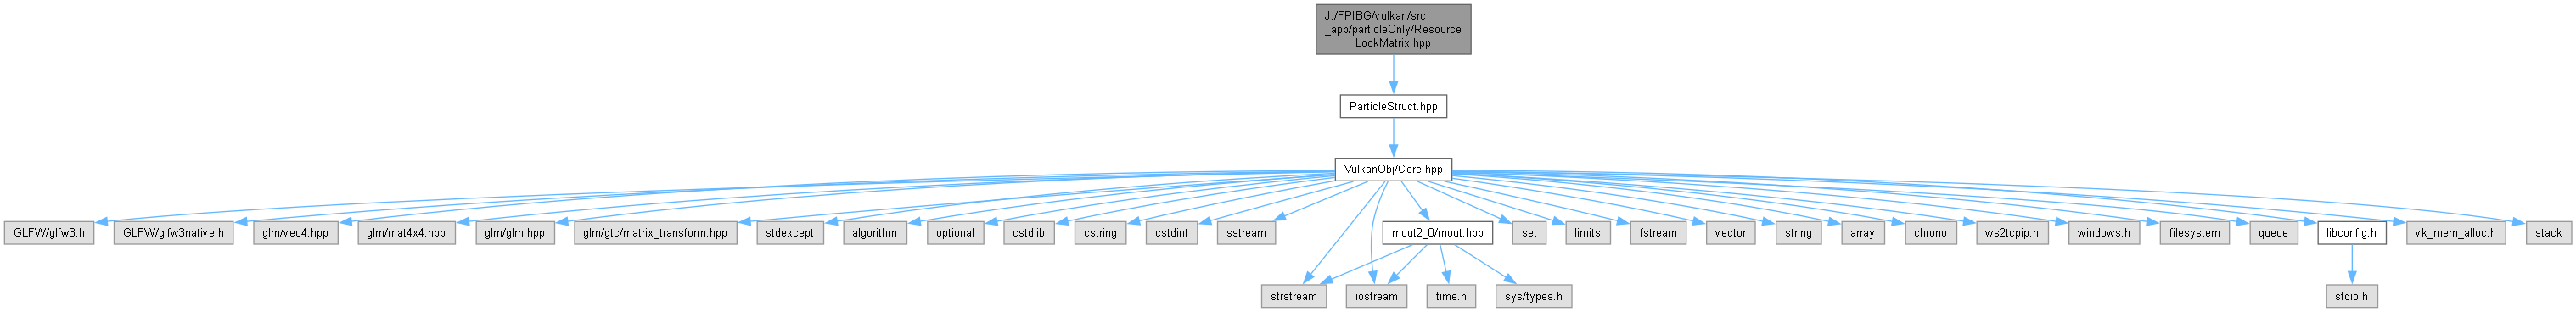 J:/FPIBG/vulkan/src
_app/particleOnly/Resource
LockMatrix.hpp
ParticleStruct.hpp
VulkanObj/Core.hpp
GLFW/glfw3.h
GLFW/glfw3native.h
glm/vec4.hpp
glm/mat4x4.hpp
glm/glm.hpp
glm/gtc/matrix_transform.hpp
stdexcept
algorithm
optional
cstdlib
cstring
cstdint
sstream
mout2_0/mout.hpp
set
limits
fstream
vector
string
array
chrono
ws2tcpip.h
windows.h
filesystem
queue
libconfig.h
vk_mem_alloc.h
stack
strstream
iostream
time.h
sys/types.h
stdio.h